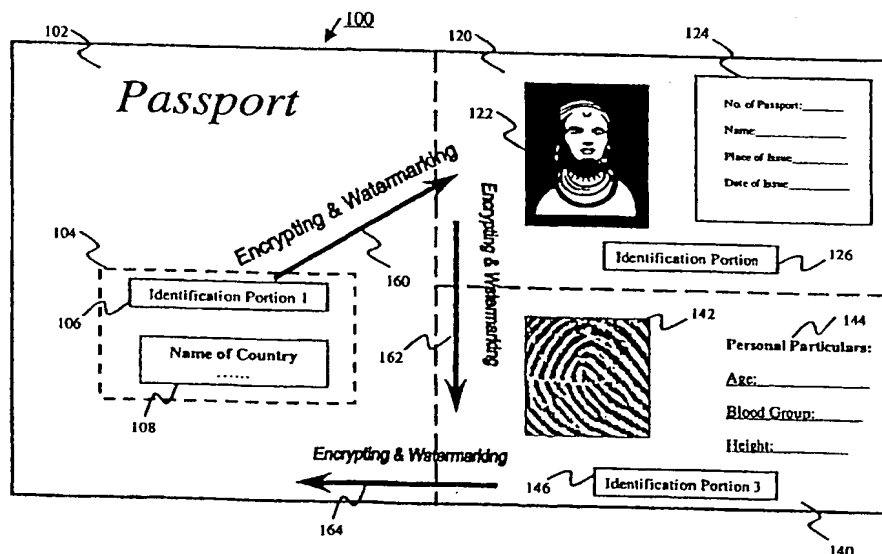 100
102
120
124
Passport
122
No. of Passport:
Name:
Place of Issue
Date of Issue
Encrypting & Watermarking
160
Identification Portion
126
104
106
Identification Portion 1
Name of Country
......
108
Encrypting & Watermarking
162
142
144
Personal Particulars:
Age:
Blood Group:
Height:
Encrypting & Watermarking
164
146
Identification Portion 3
140